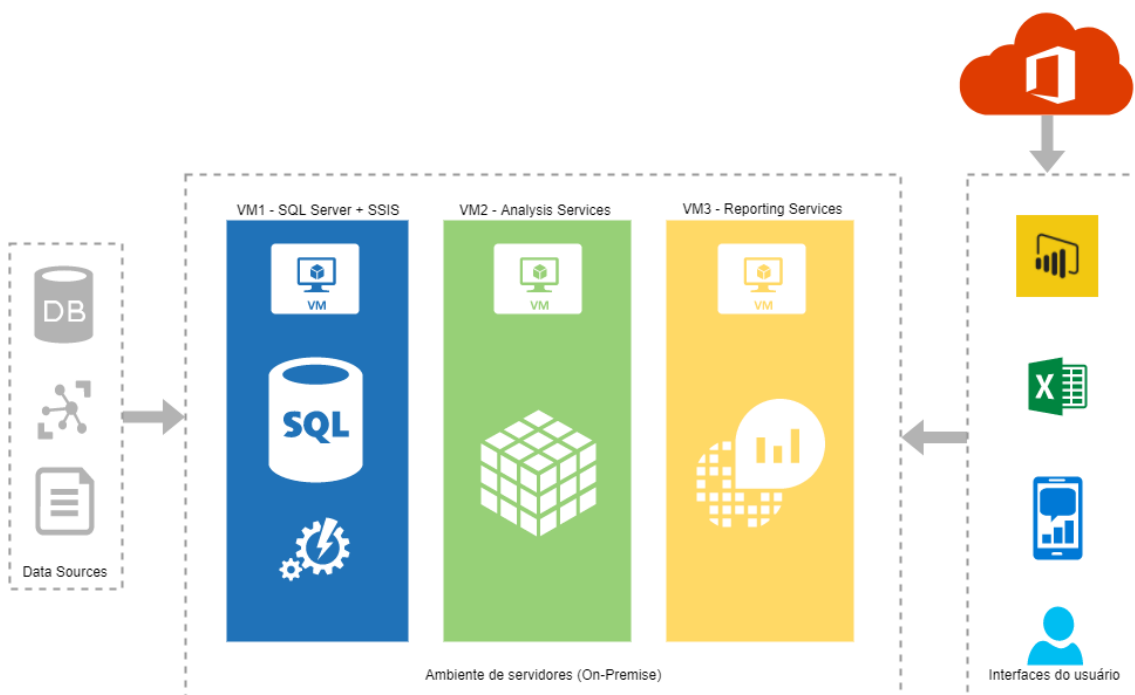 VM1 - SQL Server + SSIS
VM2 - Analysis Services
VM3 - Reporting Services
VM
VM
VM
DB
SQL
X
Data Sources
Ambiente de servidores (On-Premise)
Interfaces do usuário